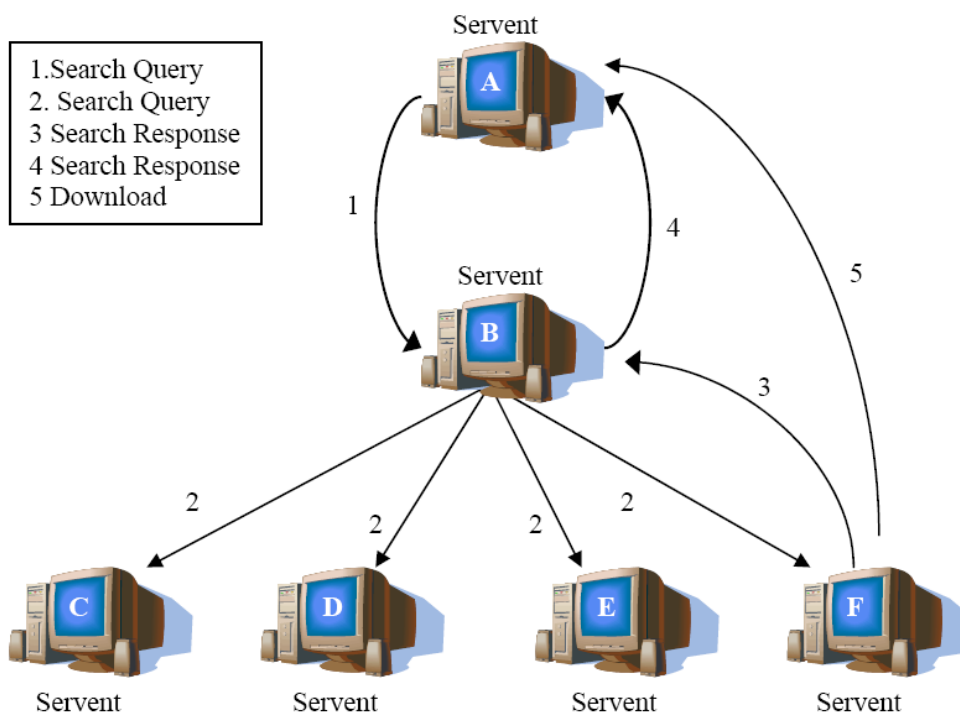 Servent
1.Search Query
2. Search Query
3 Search Response
4 Search Response
5 Download
A
1
4
5
Servent
B
3
2
2
2
2
C
D
E
F
Servent
Servent
Servent
Servent